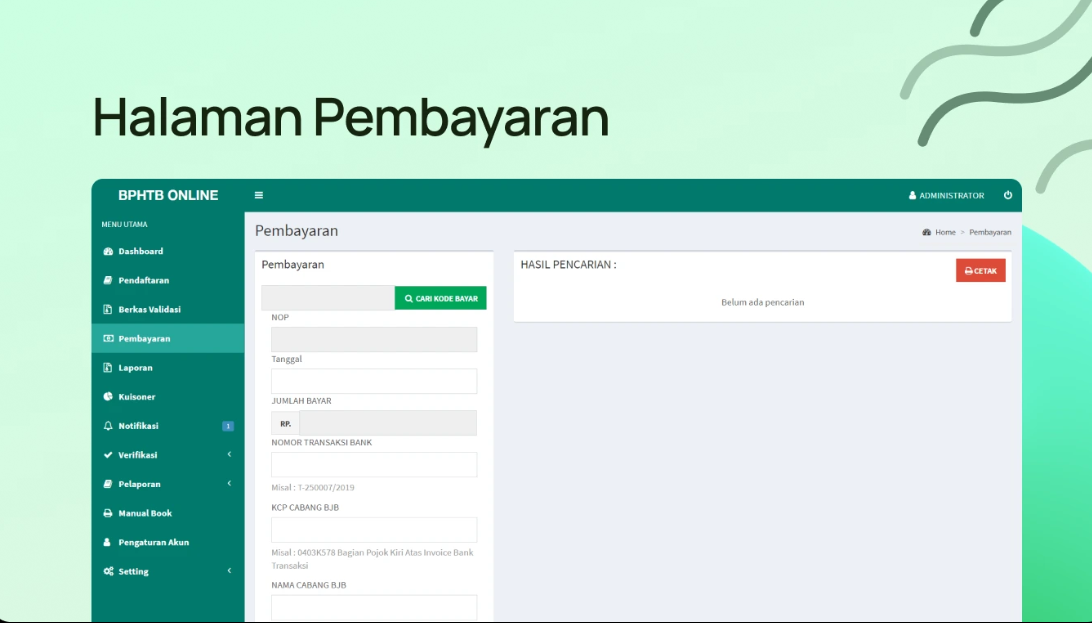 Halaman Pembayaran
BPHTB ONLINE
ADMINISTRATOR
MENU UTAMA
Dashboard
Pendaftaran
Berkas Validasi
Pembayaran
Laporan
Kuisoner
Notifikasi 1
Verifikasi
Pelaporan
Manual Book
Pengaturan Akun
Setting
Pembayaran
Home > Pembayaran
Pembayaran
CARI KODE BAYAR
NOP
Tanggal
JUMLAH BAYAR
RP.
NOMOR TRANSAKSI BANK
Misal : T-250007/2019
KCP CABANG BJB
Misal : 0403K578 Bagian Pojok Kiri Atas Invoice Bank
Transaksi
NAMA CABANG BJB
HASIL PENCARIAN :
CETAK
Belum ada pencarian